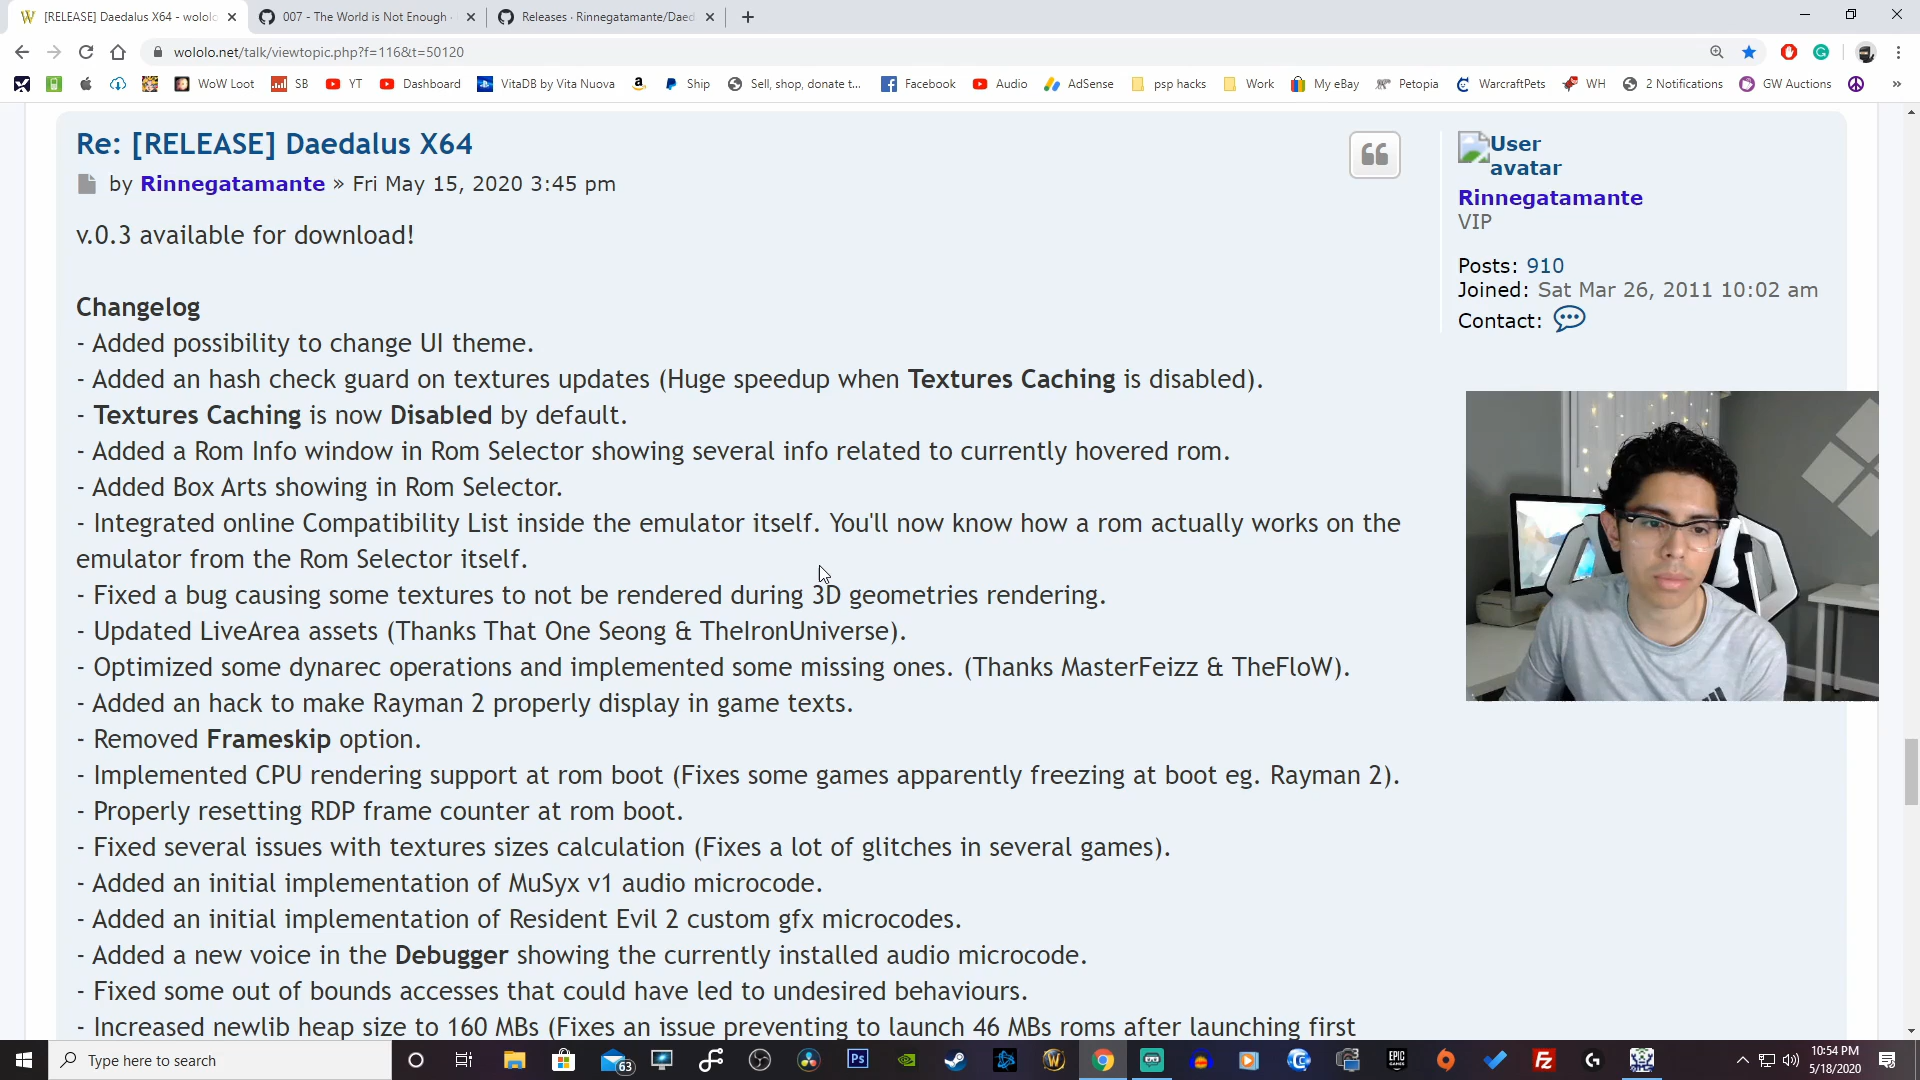 [RELEASE] Daedalus X64 - wololo
007 - The World is Not Enough ·
Releases · Rinnegatamante/Daed
wololo.net/talk/viewtopic.php?f=116&t=50120
WoW Loot
SB
YT
Dashboard
VitaDB by Vita Nuova
Ship
Sell, shop, donate t...
Facebook
Audio
AdSense
psp hacks
Work
My eBay
Petopia
WarcraftPets
WH
2 Notifications
GW Auctions
»
Re: [RELEASE] Daedalus X64
by Rinnegatamante » Fri May 15, 2020 3:45 pm
v.0.3 available for download!
Changelog
- Added possibility to change UI theme.
- Added an hash check guard on textures updates (Huge speedup when Textures Caching is disabled).
- Textures Caching is now Disabled by default.
- Added a Rom Info window in Rom Selector showing several info related to currently hovered rom.
- Added Box Arts showing in Rom Selector.
- Integrated online Compatibility List inside the emulator itself. You'll now know how a rom actually works on the
emulator from the Rom Selector itself.
- Fixed a bug causing some textures to not be rendered during 3D geometries rendering.
- Updated LiveArea assets (Thanks That One Seong & TheIronUniverse).
- Optimized some dynarec operations and implemented some missing ones. (Thanks MasterFeizz & TheFloW).
- Added an hack to make Rayman 2 properly display in game texts.
- Removed Frameskip option.
- Implemented CPU rendering support at rom boot (Fixes some games apparently freezing at boot eg. Rayman 2).
- Properly resetting RDP frame counter at rom boot.
- Fixed several issues with textures sizes calculation (Fixes a lot of glitches in several games).
- Added an initial implementation of MuSyx v1 audio microcode.
- Added an initial implementation of Resident Evil 2 custom gfx microcodes.
- Added a new voice in the Debugger showing the currently installed audio microcode.
- Fixed some out of bounds accesses that could have led to undesired behaviours.
- Increased newlib heap size to 160 MBs (Fixes an issue preventing to launch 46 MBs roms after launching first
User
avatar
Rinnegatamante
VIP
Posts: 910
Joined: Sat Mar 26, 2011 10:02 am
Contact:
Type here to search
63
Ps
EPIC
GAMES
Fz
10:54 PM
5/18/2020